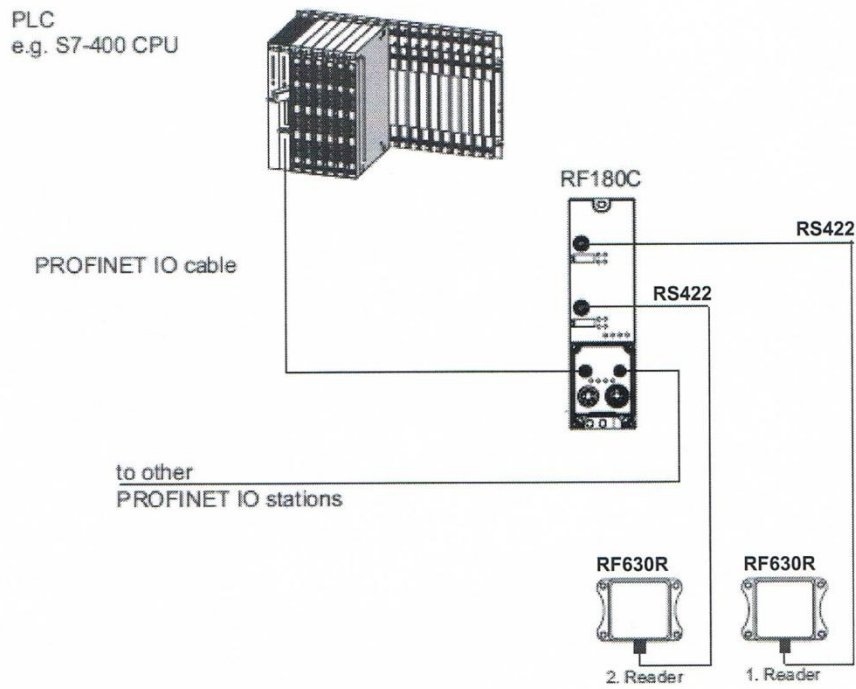 PLC
e.g. S7-400 CPU
RF180C
RS422
PROFINET IO cable
RS422
to other
PROFINET IO stations
RF630R
RF630R
2. Reader
1. Reader